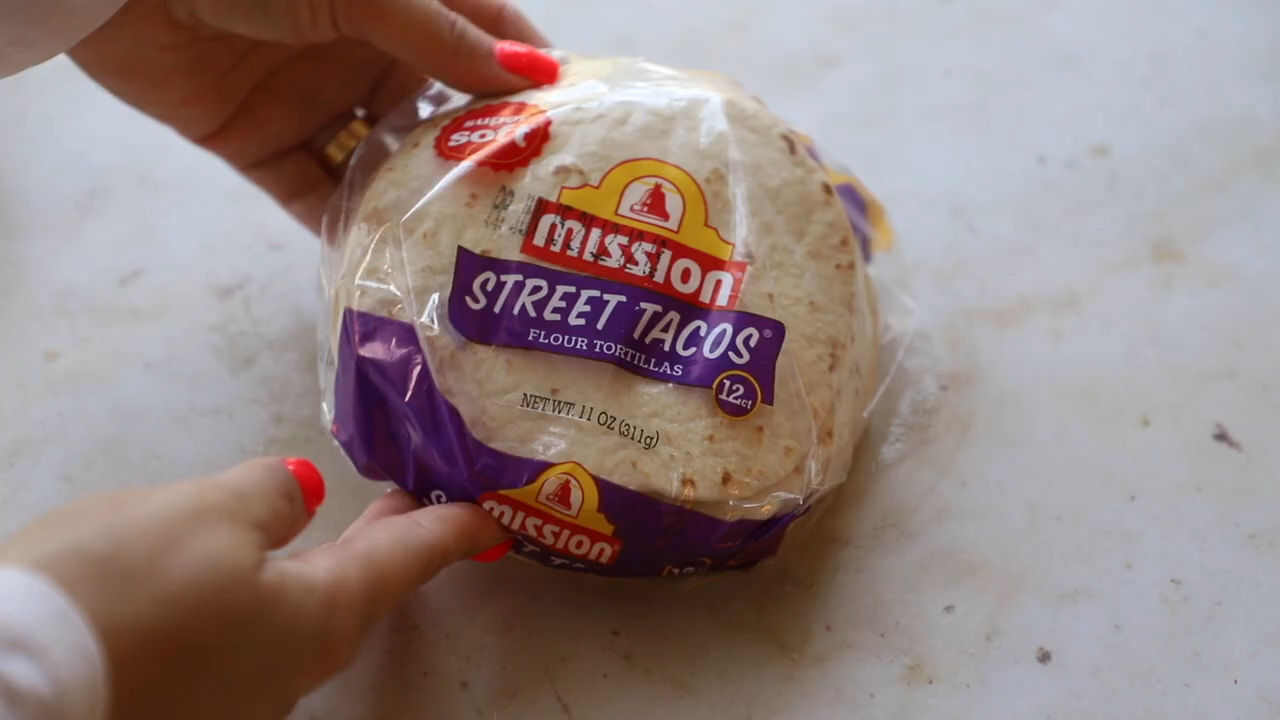 super
soft
MISSION
STREET TACOS®
FLOUR TORTILLAS
12ct
NET WT. 11 OZ (311g)
MISSION